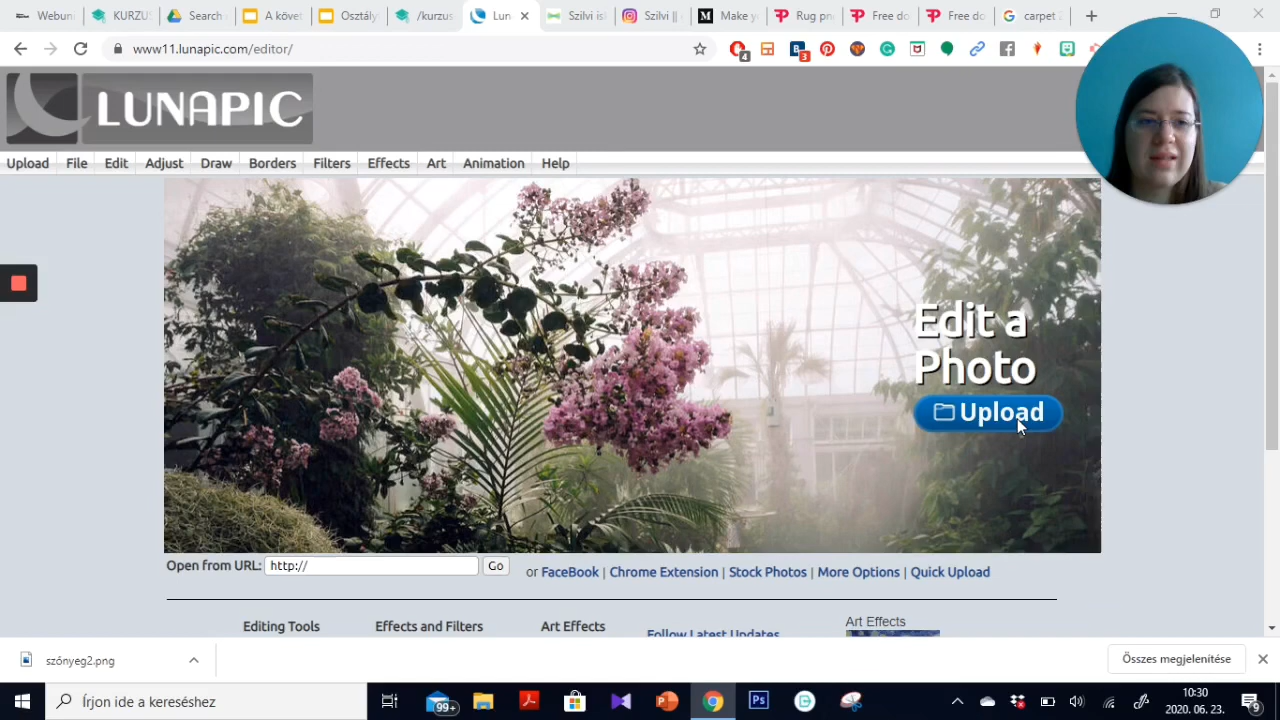 Webun
KURZU
Search
A követ
Osztály
/kurzus
Lun
Szilvi is
Szilvi ||
Make y
Rug pn
Free do
Free do
carpet
www11.lunapic.com/editor/
4
3
LUNAPIC
Upload File Edit Adjust Draw Borders Filters Effects Art Animation Help
Edit a
Photo
Upload
Open from URL: http:// Go or FaceBook | Chrome Extension | Stock Photos | More Options | Quick Upload
Editing Tools Effects and Filters Art Effects Follow Latest Updates Art Effects
szőnyeg2.png
Összes megjelenítése
Írjon ide a kereséshez
99+
10:30
2020. 06. 23.
9